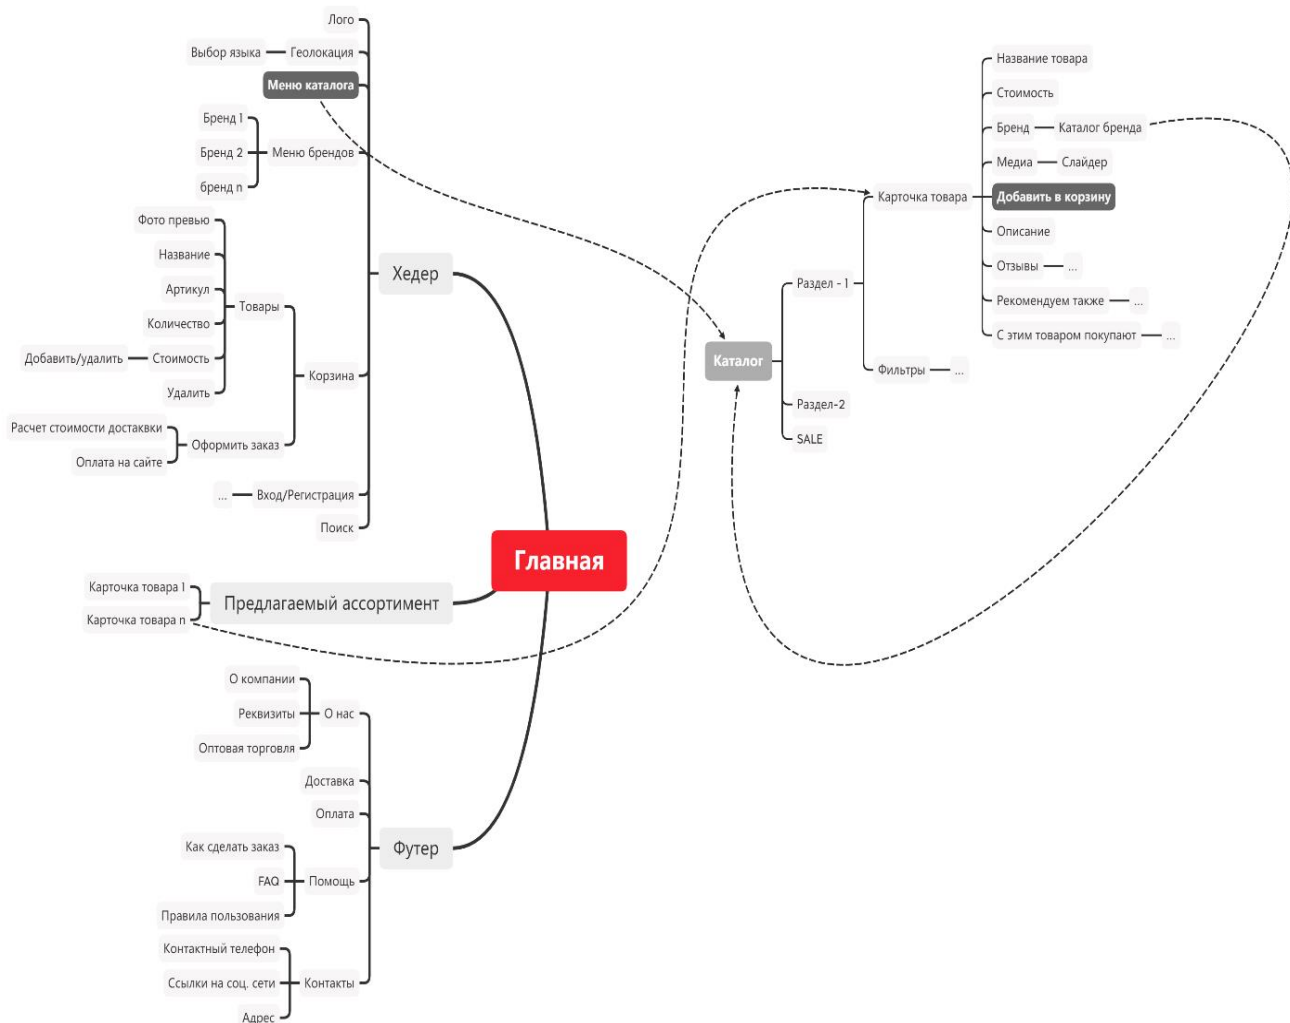 Лого
Выбор языка
Геолокация
Меню каталога
Бренд 1
Бренд 2
бренд n
Меню брендов
Фото превью
Название
Артикул
Количество
Добавить/удалить
Стоимость
Удалить
Товары
Корзина
Расчет стоимости достаквки
Оплата на сайте
Оформить заказ
...
Вход/Регистрация
Поиск
Хедер
Главная
Карточка товара 1
Карточка товара n
Предлагаемый ассортимент
О компании
Реквизиты
Оптовая торговля
О нас
Доставка
Оплата
Футер
Как сделать заказ
FAQ
Правила пользования
Помощь
Контактный телефон
Ссылки на соц. сети
Адрес
Контакты
Каталог
Раздел - 1
Раздел-2
SALE
Карточка товара
Фильтры
...
Название товара
Стоимость
Бренд
Каталог бренда
Медиа
Слайдер
Добавить в корзину
Описание
Отзывы
...
Рекомендуем также
...
С этим товаром покупают
...